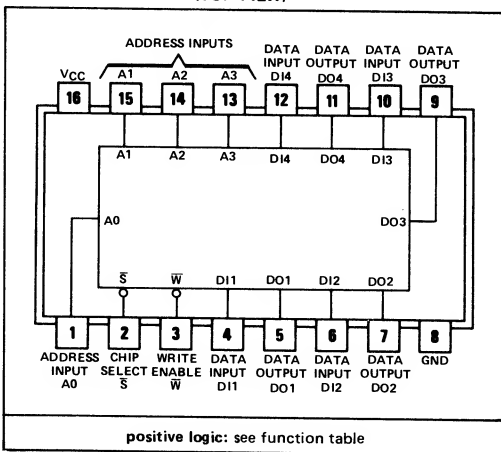 ADDRESS INPUTS
DATA INPUT DI4
DATA OUTPUT DO4
DATA INPUT DI3
DATA OUTPUT DO3
VCC A1 A2 A3
16 15 14 13 12 11 10 9
A1 A2 A3 DI4 DO4 DI3
A0 DO3
S̅ W̅ DI1 DO1 DI2 DO2
1 2 3 4 5 6 7 8
ADDRESS INPUT A0
CHIP SELECT S̅
WRITE ENABLE W̅
DATA INPUT DI1
DATA OUTPUT DO1
DATA INPUT DI2
DATA OUTPUT DO2
GND
positive logic: see function table